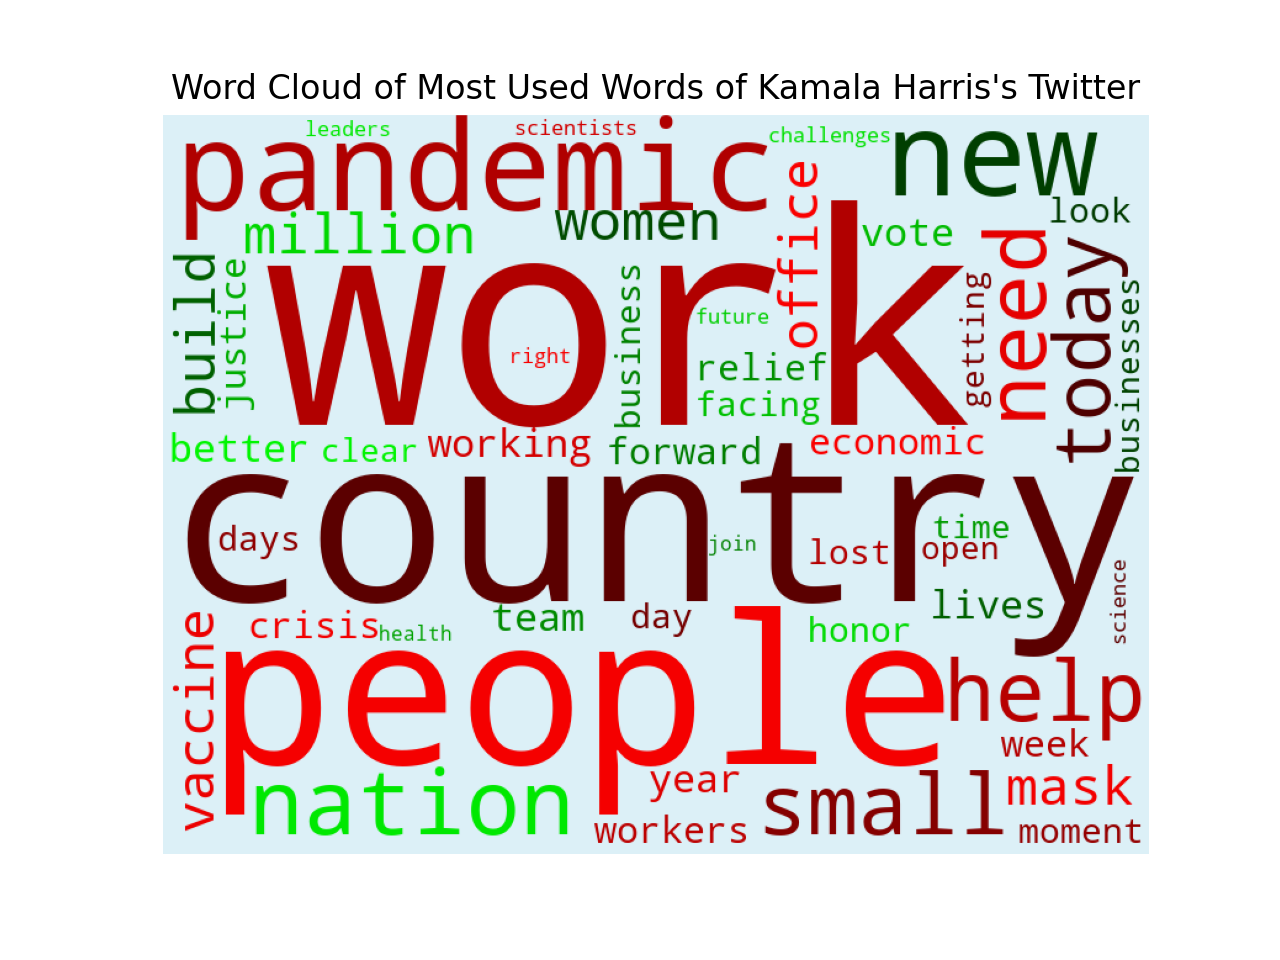 Word Cloud of Most Used Words of Kamala Harris's Twitter
leaders
scientists
challenges
pandemic
new
million
women
office
vote
look
build
justice
work
business
future
right
relief
facing
getting
need
today
businesses
better
clear
working
forward
economic
country
days
join
lost
time
open
science
vaccine
crisis
health
team
day
honor
lives
people
help
week
nation
year
workers
small
mask
moment